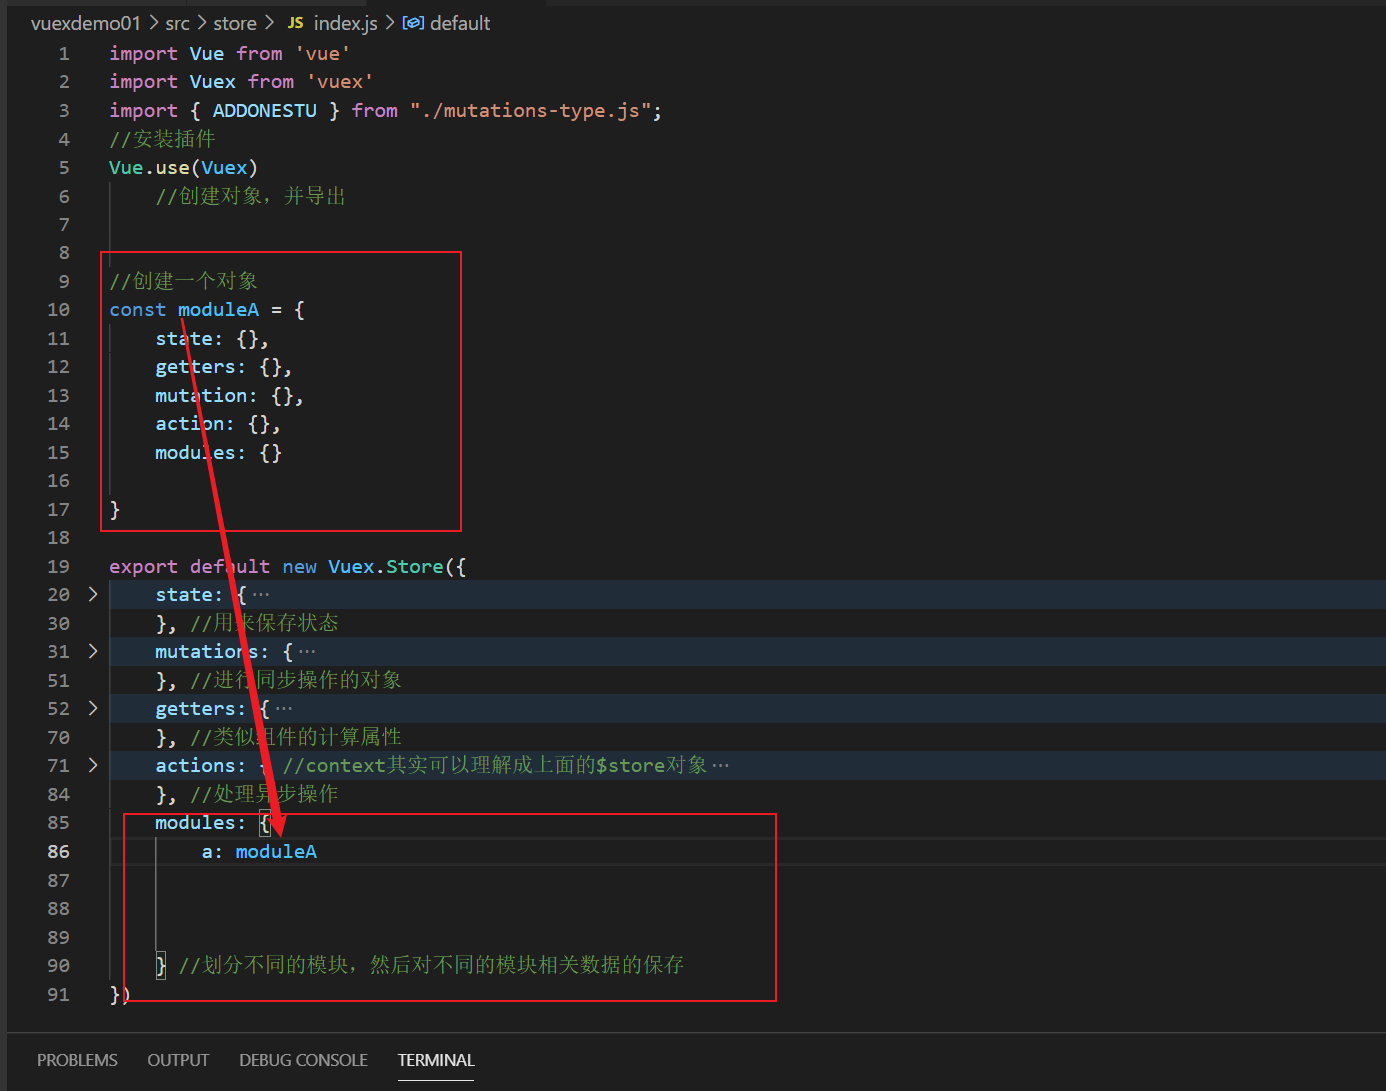 vuexdemo01 > src > store > JS index.js > default
1 import Vue from 'vue'
2 import Vuex from 'vuex'
3 import { ADDONESTU } from "./mutations-type.js";
4 //安装插件
5 Vue.use(Vuex)
6 //创建对象，并导出
7
8
9 //创建一个对象
10 const moduleA = {
11 state: {},
12 getters: {},
13 mutation: {},
14 action: {},
15 modules: {}
16
17 }
18
19 export default new Vuex.Store({
20 > state: {···
30 }, //用来保存状态
31 > mutations: {···
51 }, //进行同步操作的对象
52 > getters: {···
70 }, //类似组件的计算属性
71 > actions: { //context其实可以理解成上面的$store对象···
84 }, //处理异步操作
85 modules: {
86 a: moduleA
87
88
89
90 } //划分不同的模块，然后对不同的模块相关数据的保存
91 })
PROBLEMS OUTPUT DEBUG CONSOLE TERMINAL